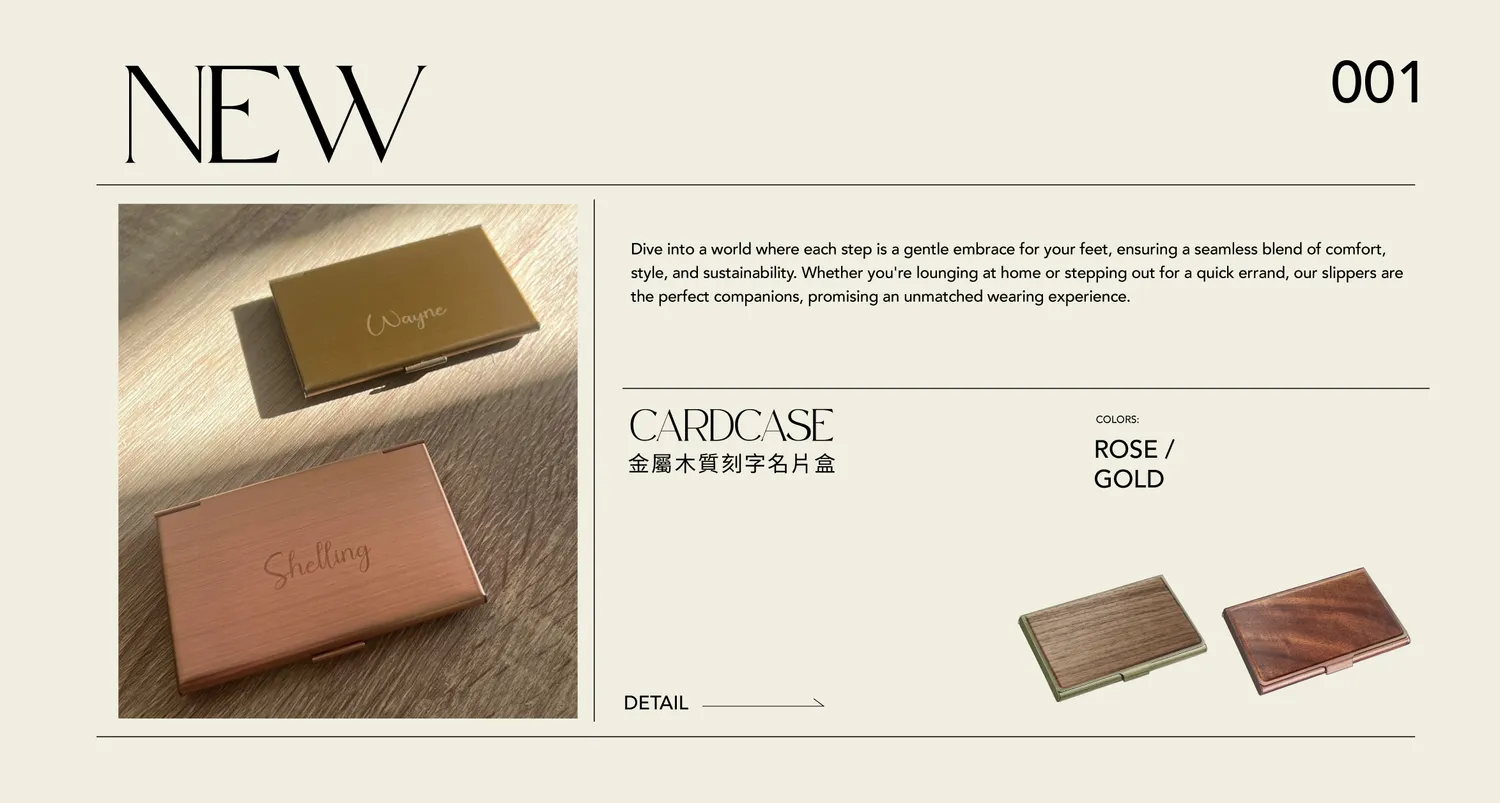 NEW
001
Wayne
Shelling
Dive into a world where each step is a gentle embrace for your feet, ensuring a seamless blend of comfort,
style, and sustainability. Whether you're lounging at home or stepping out for a quick errand, our slippers are
the perfect companions, promising an unmatched wearing experience.
CARDCASE
金屬木質刻字名片盒
COLORS:
ROSE /
GOLD
DETAIL